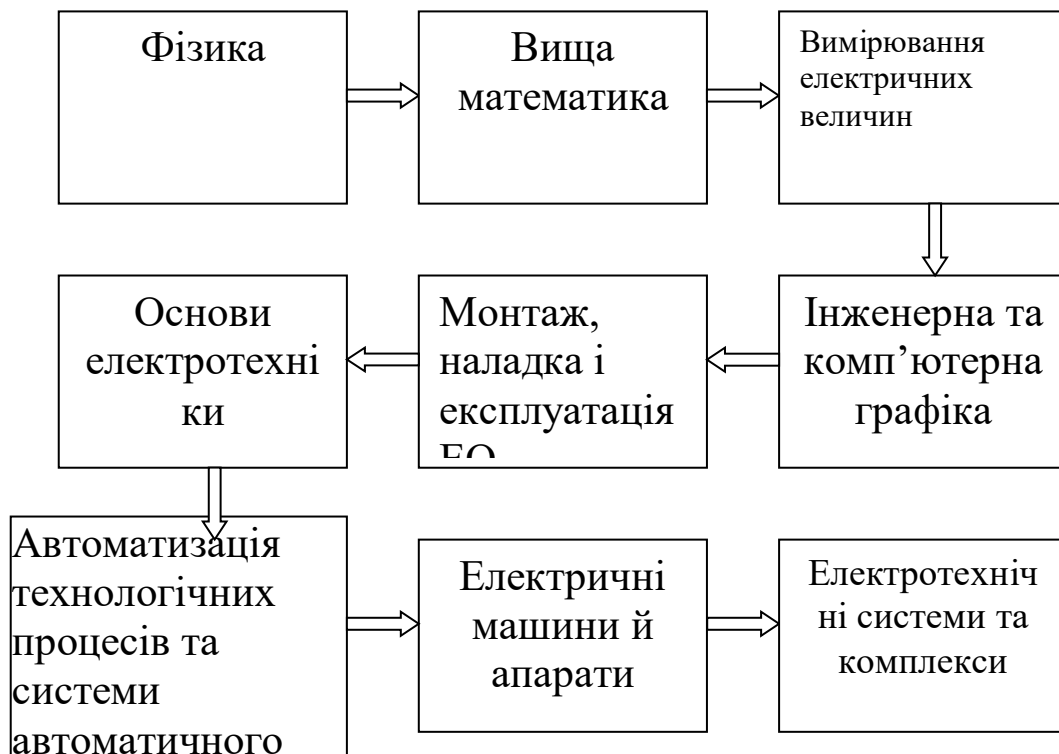 Фізика
Вища
математика
Вимірювання
електричних
величин
Інженерна та
комп’ютерна
графіка
Монтаж,
наладка і
експлуатація
ЕО
Основи
електротехні
ки
Автоматизація
технологічних
процесів та
системи
автоматичного
Електричні
машини й
апарати
Електротехніч
ні системи та
комплекси